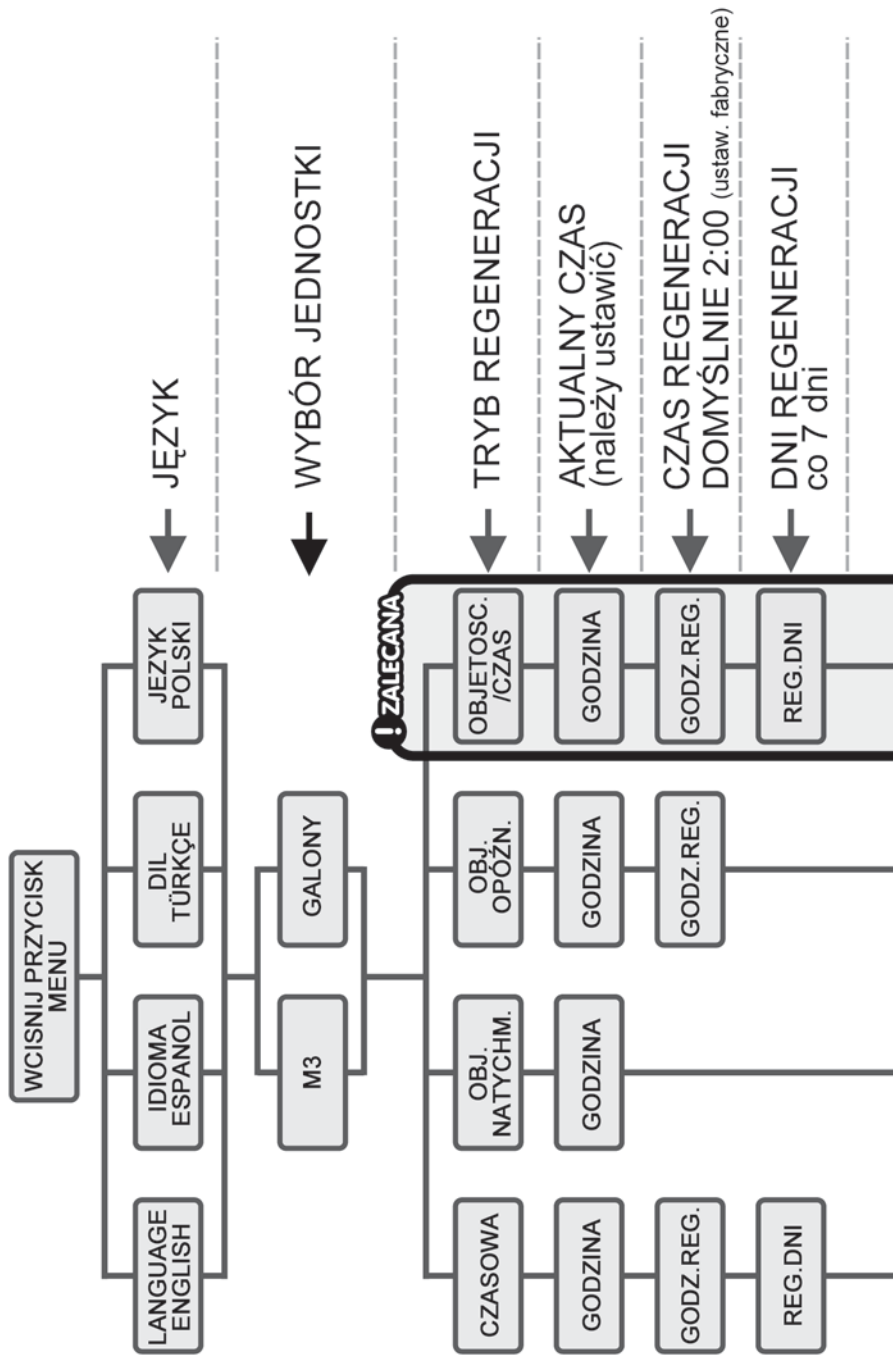 WCISNIJ PRZYCISK
MENU
LANGUAGE
ENGLISH
IDIOMA
ESPANOL
DIL
TÜRKÇE
JEZYK
POLSKI
JĘZYK
M3
GALONY
WYBÓR JEDNOSTKI
! ZALECANA
CZASOWA
OBJ.
NATYCHM.
OBJ.
OPÓŹN.
OBJETOSC.
/CZAS
TRYB REGENERACJI
GODZINA
GODZINA
GODZINA
GODZINA
AKTUALNY CZAS
(należy ustawić)
GODZ.REG.
GODZ.REG.
GODZ.REG.
CZAS REGENERACJI
DOMYŚLNIE 2:00 (ustaw. fabryczne)
REG.DNI
REG.DNI
DNI REGENERACJI
co 7 dni